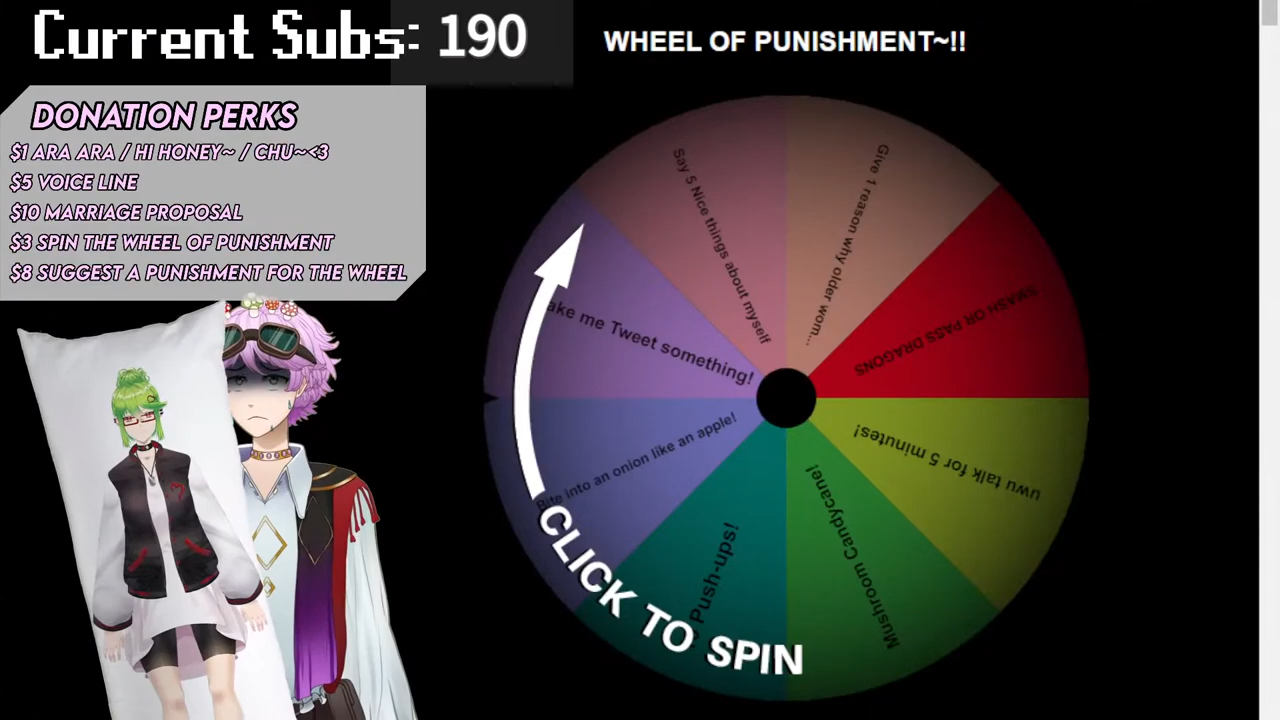 Current Subs: 190
WHEEL OF PUNISHMENT~!!
DONATION PERKS
$1 ARA ARA / HI HONEY~ / CHU~<3
$5 VOICE LINE
$10 MARRIAGE PROPOSAL
$3 SPIN THE WHEEL OF PUNISHMENT
$8 SUGGEST A PUNISHMENT FOR THE WHEEL
Say 5 Nice things about myself
Give 1 reason why older wom...
SMASH OR PASS DRAGONS
uwu talk for 5 minutes!
Mushroom Candycane!
Push-ups!
Bite into an onion like an apple!
ake me Tweet something!
CLICK TO SPIN